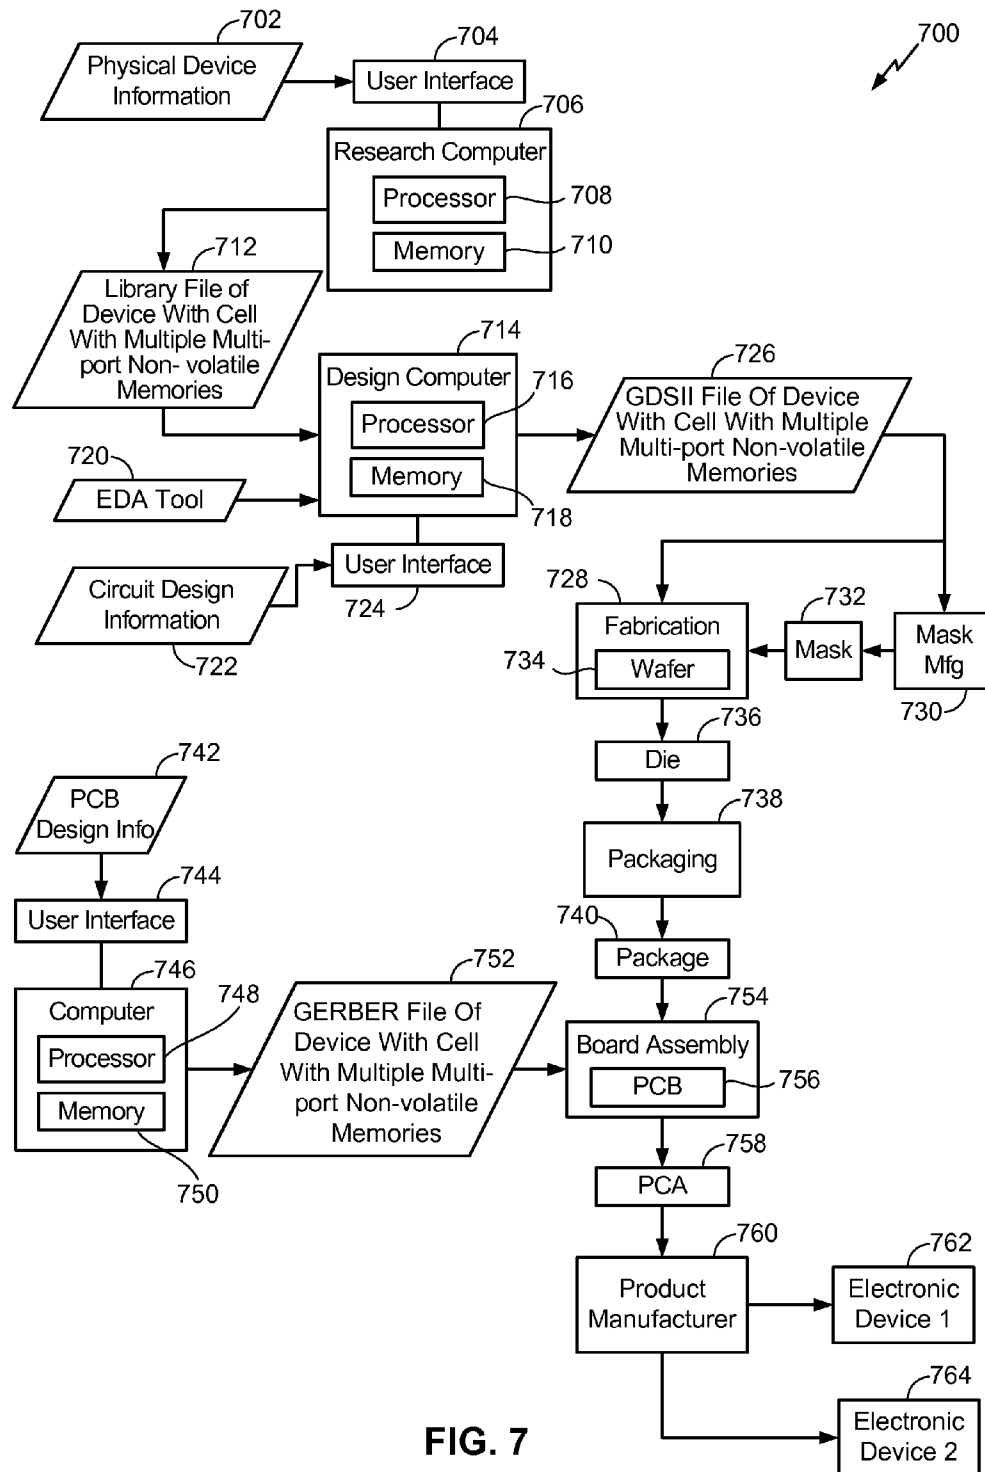 702
Physical Device
Information
704
User Interface
700
706
Research Computer
Processor
708
Memory
710
712
Library File of
Device With Cell
With Multiple Multi-
port Non- volatile
Memories
714
Design Computer
716
Processor
Memory
718
726
GDSII File Of Device
With Cell With Multiple
Multi-port Non-volatile
Memories
720
EDA Tool
User Interface
724
Circuit Design
Information
722
728
Fabrication
734
Wafer
732
Mask
Mask
Mfg
730
736
Die
738
Packaging
740
Package
742
PCB
Design Info
744
User Interface
746
Computer
748
Processor
Memory
750
752
GERBER File Of
Device With Cell
With Multiple Multi-
port Non-volatile
Memories
754
Board Assembly
PCB
756
758
PCA
760
Product
Manufacturer
762
Electronic
Device 1
764
Electronic
Device 2
FIG. 7